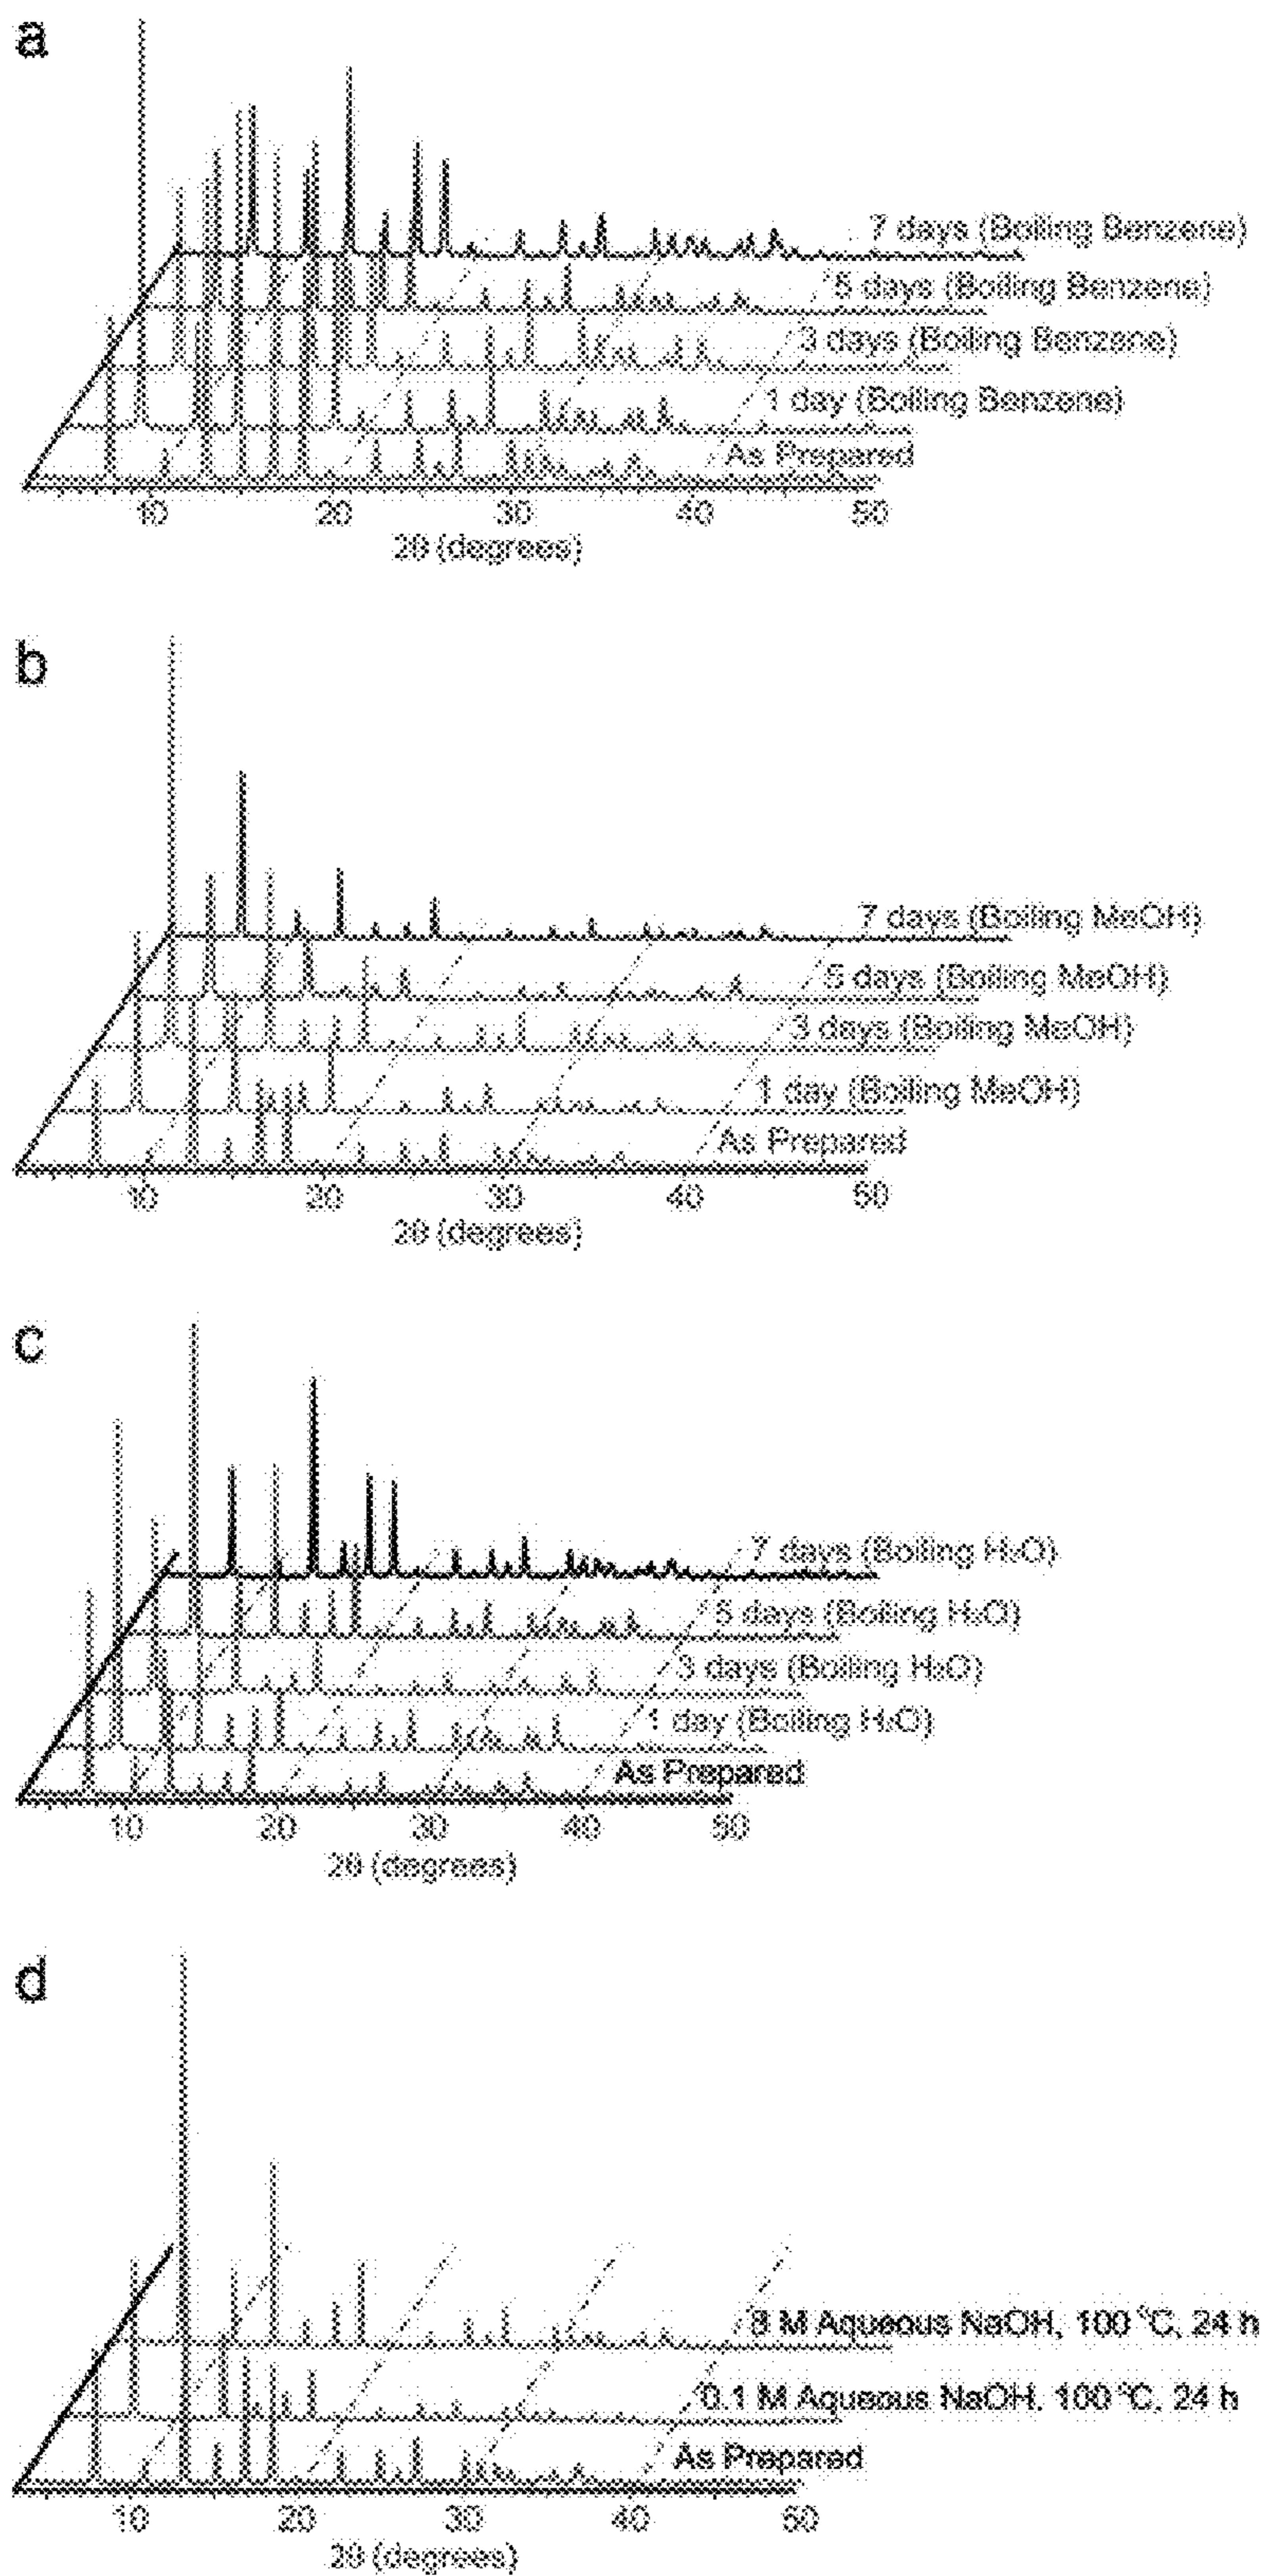 a
7 days (Boiling Benzene)
5 days (Boiling Benzene)
3 days (Boiling Benzene)
1 day (Boiling Benzene)
As Prepared
10 20 30 40 50
2θ (degrees)
b
7 days (Boiling MeOH)
5 days (Boiling MeOH)
3 days (Boiling MeOH)
1 day (Boiling MeOH)
As Prepared
10 20 30 40 50
2θ (degrees)
c
7 days (Boiling H₂O)
5 days (Boiling H₂O)
3 days (Boiling H₂O)
1 day (Boiling H₂O)
As Prepared
10 20 30 40 50
2θ (degrees)
d
8 M Aqueous NaOH, 100 °C, 24 h
0.1 M Aqueous NaOH, 100 °C, 24 h
As Prepared
10 20 30 40 50
2θ (degrees)